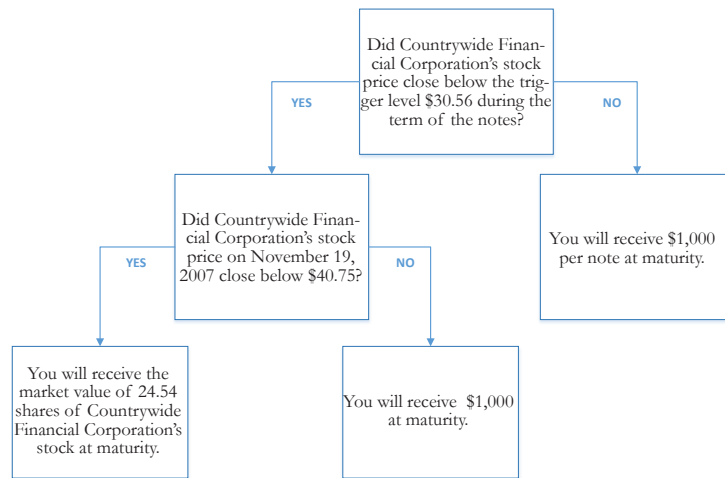 Did Countrywide Finan-
cial Corporation's stock
price close below the trig-
ger level $30.56 during the
term of the notes?
YES
NO
Did Countrywide Finan-
cial Corporation's stock
price on November 19,
2007 close below $40.75?
You will receive $1,000
per note at maturity.
YES
NO
You will receive the
market value of 24.54
shares of Countrywide
Financial Corporation's
stock at maturity.
You will receive $1,000
at maturity.